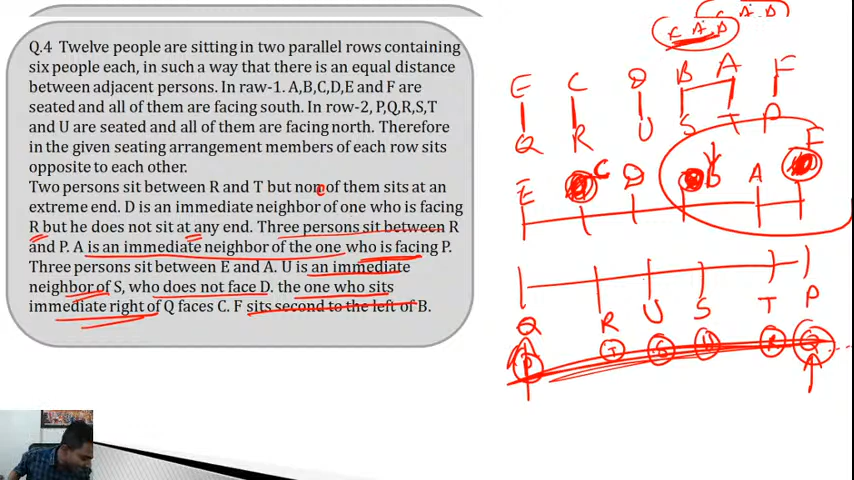 Q.4 Twelve people are sitting in two parallel rows containing
six people each, in such a way that there is an equal distance
between adjacent persons. In raw-1. A,B,C,D,E and F are
seated and all of them are facing south. In row-2, P,Q,R,S,T
and U are seated and all of them are facing north. Therefore
in the given seating arrangement members of each row sits
opposite to each other.
Two persons sit between R and T but none of them sits at an
extreme end. D is an immediate neighbor of one who is facing
R but he does not sit at any end. Three persons sit between R
and P. A is an immediate neighbor of the one who is facing P.
Three persons sit between E and A. U is an immediate
neighbor of S, who does not face D. the one who sits
immediate right of Q faces C. F sits second to the left of B.
E C D B A F
Q R U S T P
E C D B A F
Q R U S T P